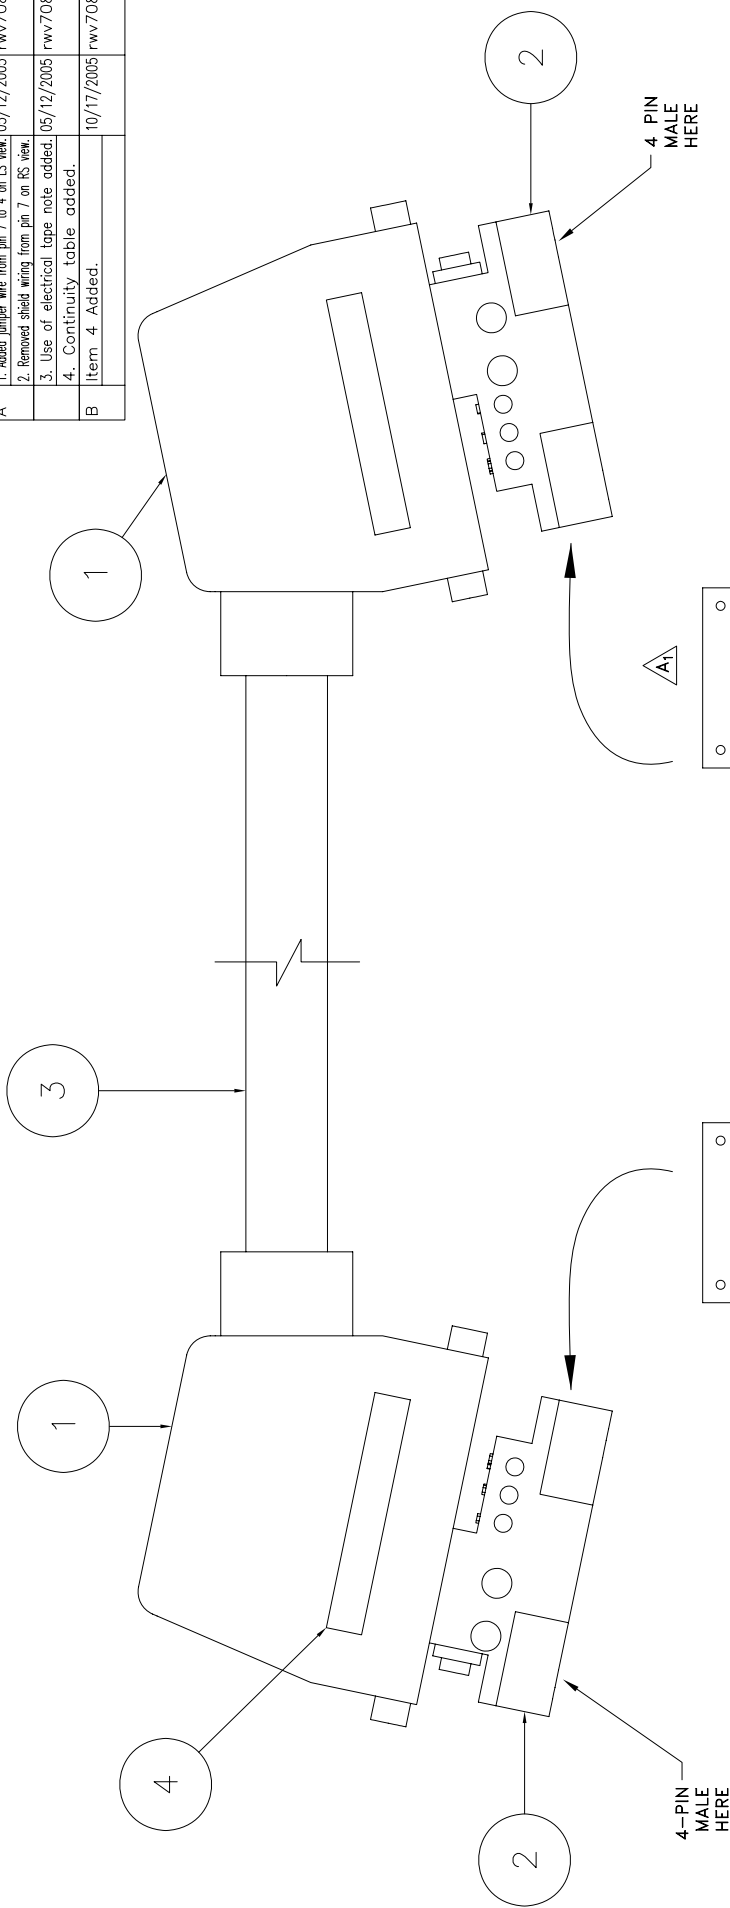 A
1. Added jumper wire from pin 7 to 4 on LS view.
05/12/2005
2. Removed shield wiring from pin 7 on RS view.
3. Use of electrical tape note added.
05/12/2005
4. Continuity table added.
B
Item 4 Added.
10/17/2005
1
2
4 PIN
MALE
HERE
A1
3
1
4
2
4-PIN
MALE
HERE